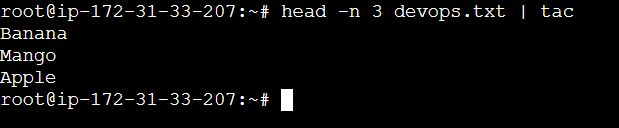 root@ip-172-31-33-207:~# head -n 3 devops.txt | tac
Banana
Mango
Apple
root@ip-172-31-33-207:~#